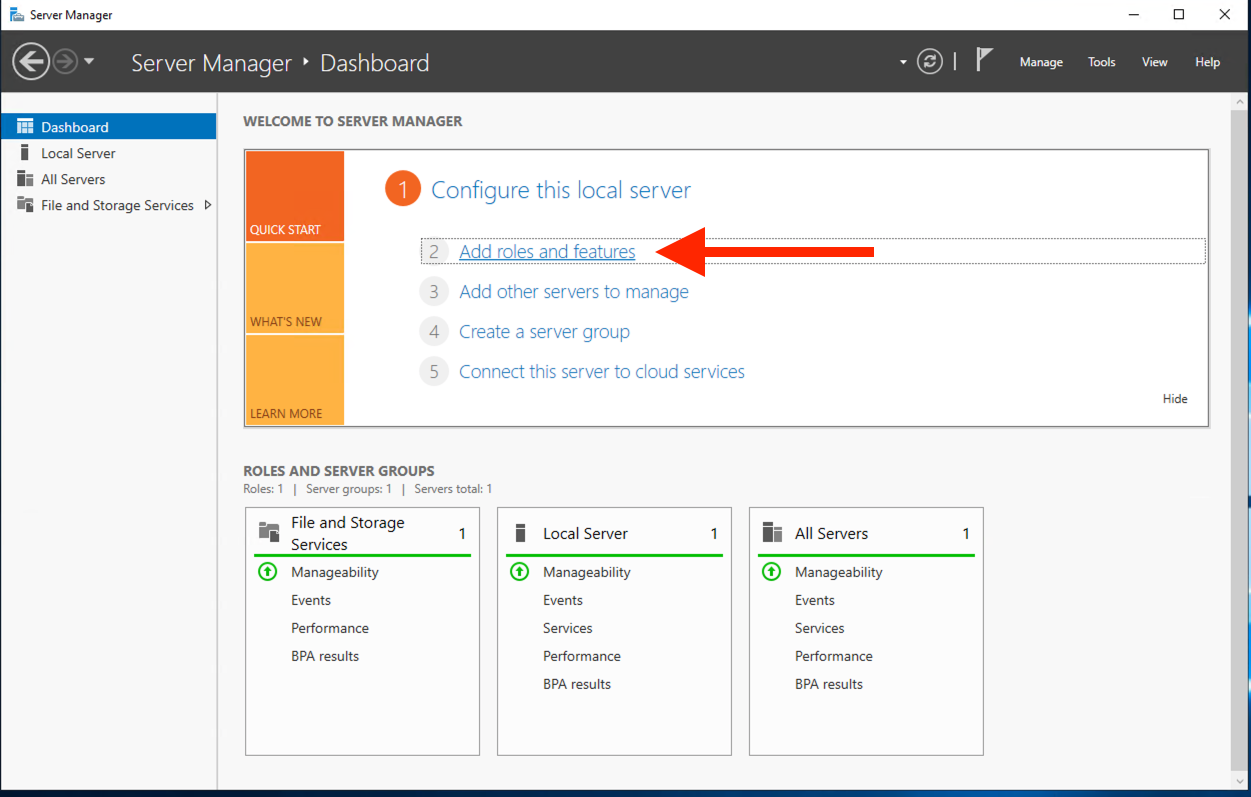 Server Manager
Server Manager • Dashboard
Manage Tools View Help
Dashboard
Local Server
All Servers
File and Storage Services
WELCOME TO SERVER MANAGER
QUICK START
WHAT'S NEW
LEARN MORE
1 Configure this local server
2 Add roles and features
3 Add other servers to manage
4 Create a server group
5 Connect this server to cloud services
Hide
ROLES AND SERVER GROUPS
Roles: 1 | Server groups: 1 | Servers total: 1
File and Storage
Services 1
Manageability
Events
Performance
BPA results
Local Server 1
Manageability
Events
Services
Performance
BPA results
All Servers 1
Manageability
Events
Services
Performance
BPA results